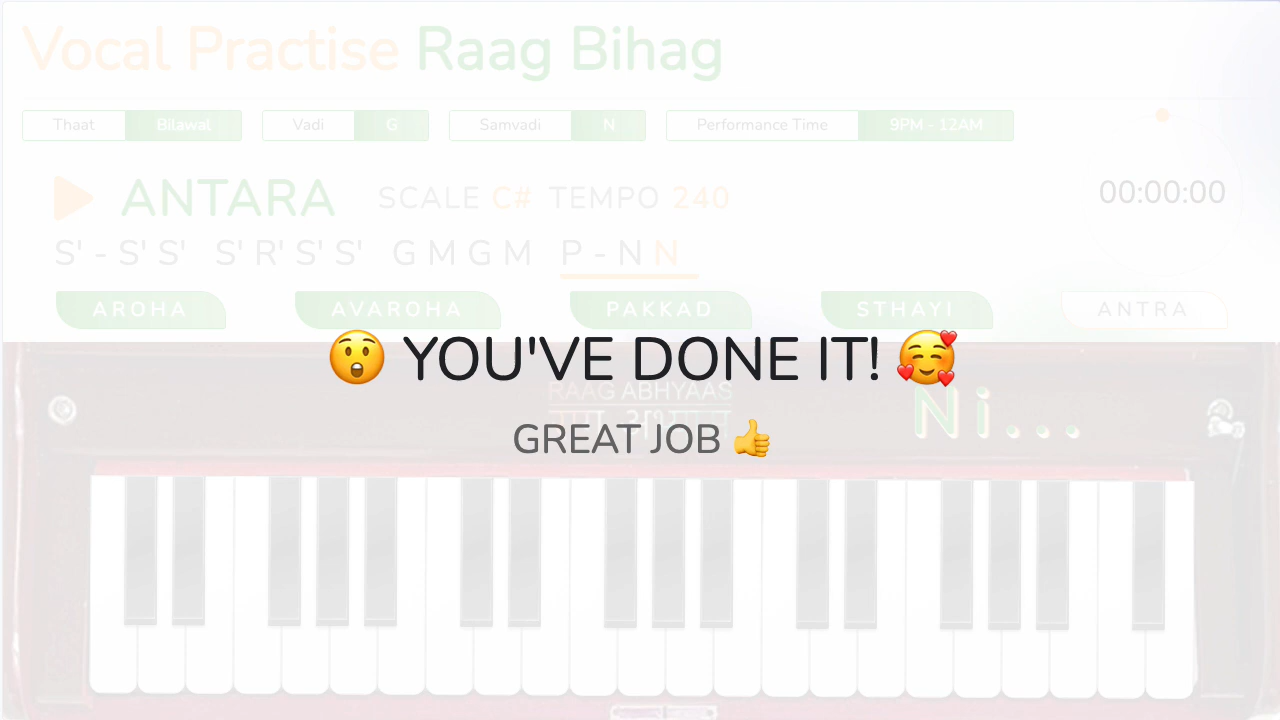 Vocal Practise Raag Bihag
Thaat Bilawal Vadi G Samvadi N Performance Time 9PM - 12AM
ANTARA SCALE C# TEMPO 240 00:00:00
S' - S' S' S' R' S' S' G M G M P - N N
AROHA AVAROHA PAKKAD STHAYI ANTRA
😲 YOU'VE DONE IT! 🥰
RAAG ABHYAAS
राग अभ्यास
Ni...
GREAT JOB 👍